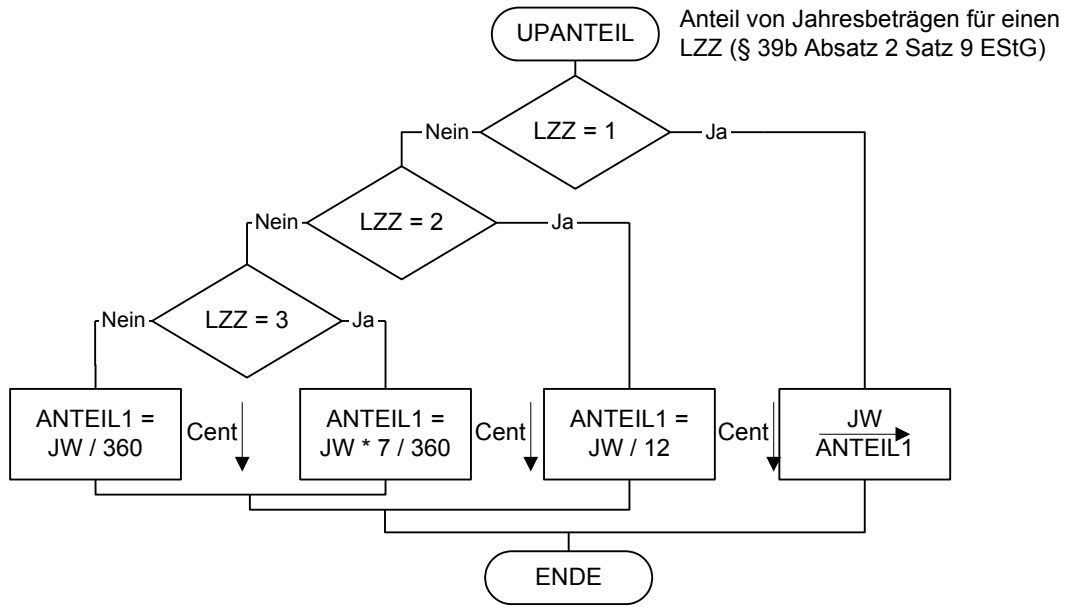 UPANTEIL
Anteil von Jahresbeträgen für einen
LZZ (§ 39b Absatz 2 Satz 9 EStG)
Nein
LZZ = 1
Ja
Nein
LZZ = 2
Ja
Nein
LZZ = 3
Ja
ANTEIL1 =
JW / 360
Cent
ANTEIL1 =
JW * 7 / 360
Cent
ANTEIL1 =
JW / 12
Cent
JW
ANTEIL1
ENDE